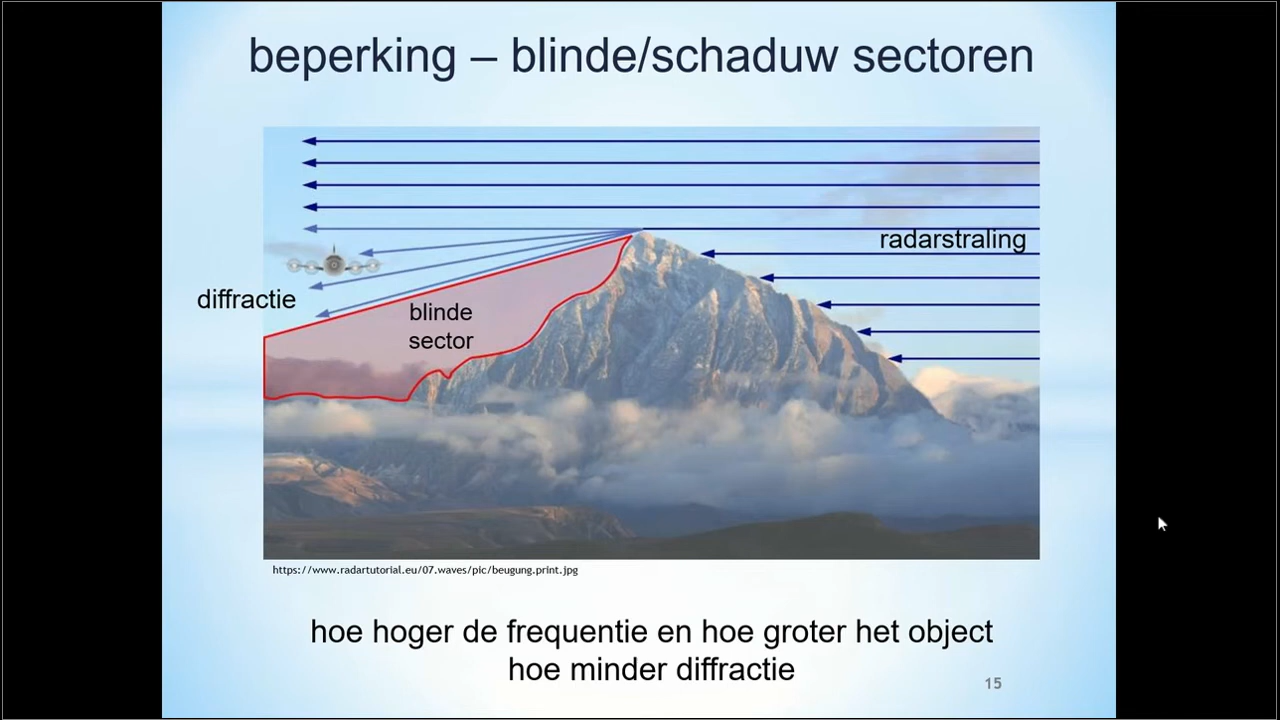 beperking – blinde/schaduw sectoren
radarstraling
diffractie
blinde
sector
https://www.radartutorial.eu/07.waves/pic/beugung.print.jpg
hoe hoger de frequentie en hoe groter het object
hoe minder diffractie
15